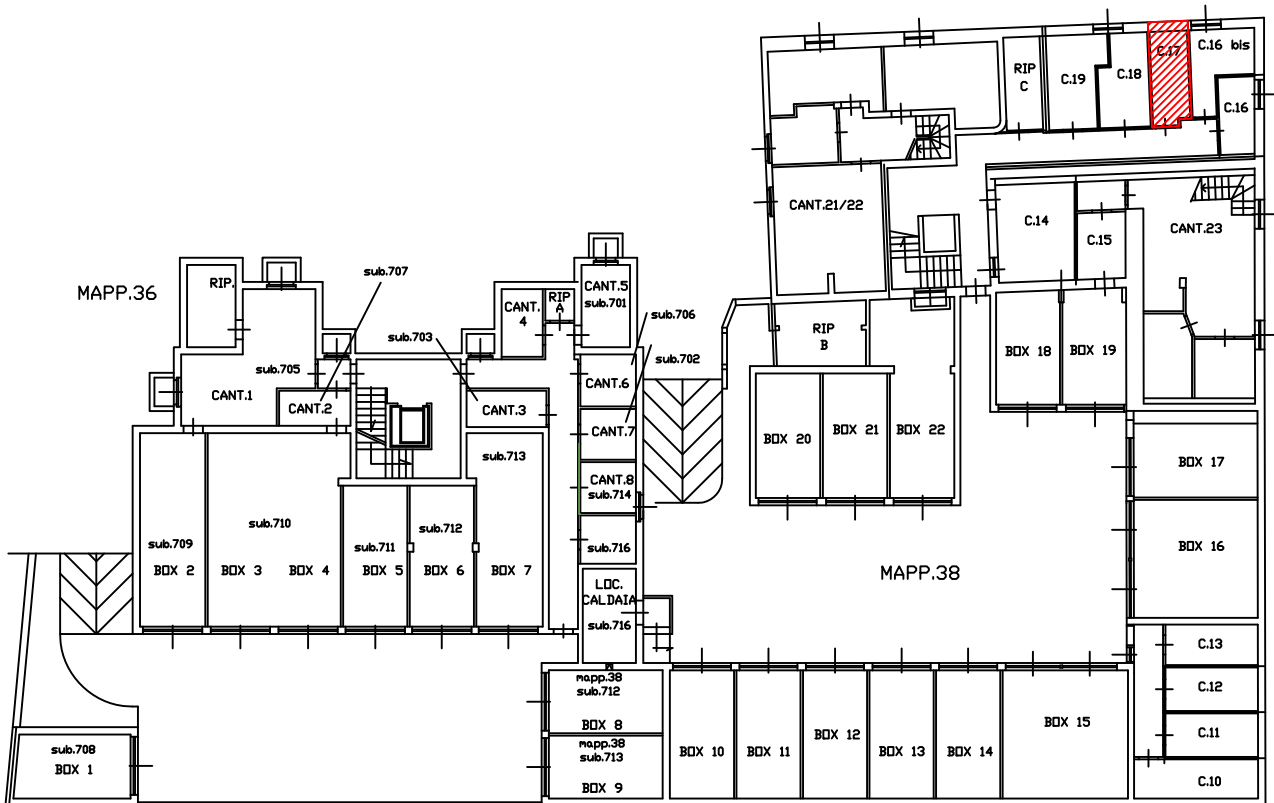 C.16 bis
C.17
RIP
C
C.19
C.18
C.16
CANT.21/22
C.14
C.15
CANT.23
MAPP.36
sub.707
RIP.
CANT.5
sub.701
RIP
A
CANT.
4
sub.706
sub.703
sub.702
RIP
B
BOX 18
BOX 19
sub.705
CANT.1
CANT.2
CANT.3
CANT.6
CANT.7
BOX 20
BOX 21
BOX 22
sub.713
CANT.8
sub.714
BOX 17
sub.710
sub.712
sub.709
sub.711
sub.716
BOX 16
BOX 2
BOX 3
BOX 4
BOX 5
BOX 6
BOX 7
MAPP.38
LOC.
CALDAIA
sub.716
C.13
mapp.38
sub.712
BOX 8
C.12
BOX 15
C.11
sub.708
BOX 1
mapp.38
sub.713
BOX 9
BOX 10
BOX 11
BOX 12
BOX 13
BOX 14
C.10